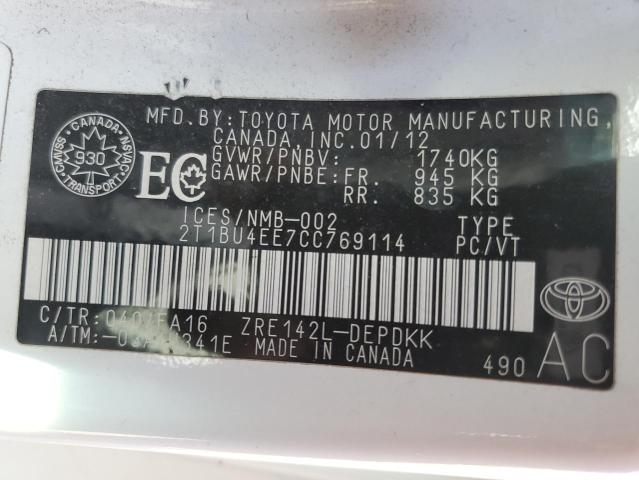 MFD.BY:TOYOTA MOTOR MANUFACTURING,
CANADA,INC.01/12
GVWR/PNBV: 1740KG
GAWR/PNBE:FR. 945 KG
RR. 835 KG
CANADA
NSVAC·SSVMSS
930
TRANSPORT
EC
ICES/NMB-002 TYPE
2T1BU4EE7CC769114 PC/VT
C/TR: ZRE142L-DEPDKK
A/TM: MADE IN CANADA
490 AC